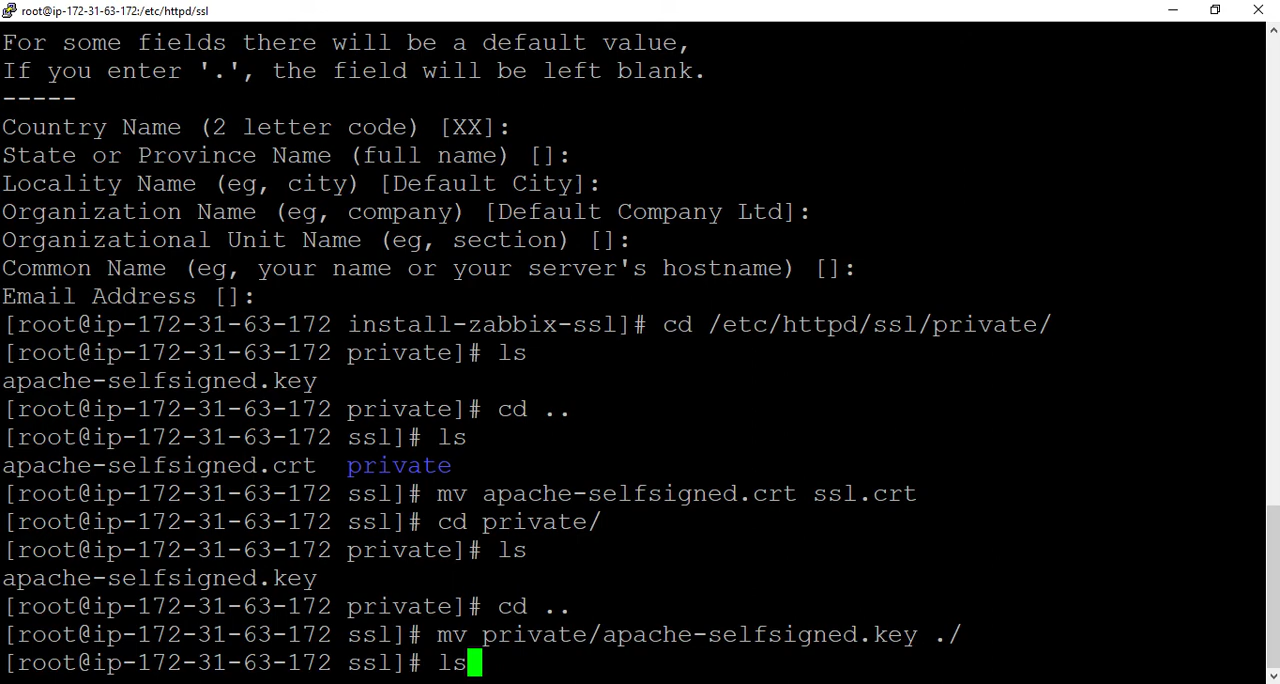 root@ip-172-31-63-172:/etc/httpd/ssl
For some fields there will be a default value,
If you enter '.', the field will be left blank.
-----
Country Name (2 letter code) [XX]:
State or Province Name (full name) []:
Locality Name (eg, city) [Default City]:
Organization Name (eg, company) [Default Company Ltd]:
Organizational Unit Name (eg, section) []:
Common Name (eg, your name or your server's hostname) []:
Email Address []:
[root@ip-172-31-63-172 install-zabbix-ssl]# cd /etc/httpd/ssl/private/
[root@ip-172-31-63-172 private]# ls
apache-selfsigned.key
[root@ip-172-31-63-172 private]# cd ..
[root@ip-172-31-63-172 ssl]# ls
apache-selfsigned.crt  private
[root@ip-172-31-63-172 ssl]# mv apache-selfsigned.crt ssl.crt
[root@ip-172-31-63-172 ssl]# cd private/
[root@ip-172-31-63-172 private]# ls
apache-selfsigned.key
[root@ip-172-31-63-172 private]# cd ..
[root@ip-172-31-63-172 ssl]# mv private/apache-selfsigned.key ./
[root@ip-172-31-63-172 ssl]# ls